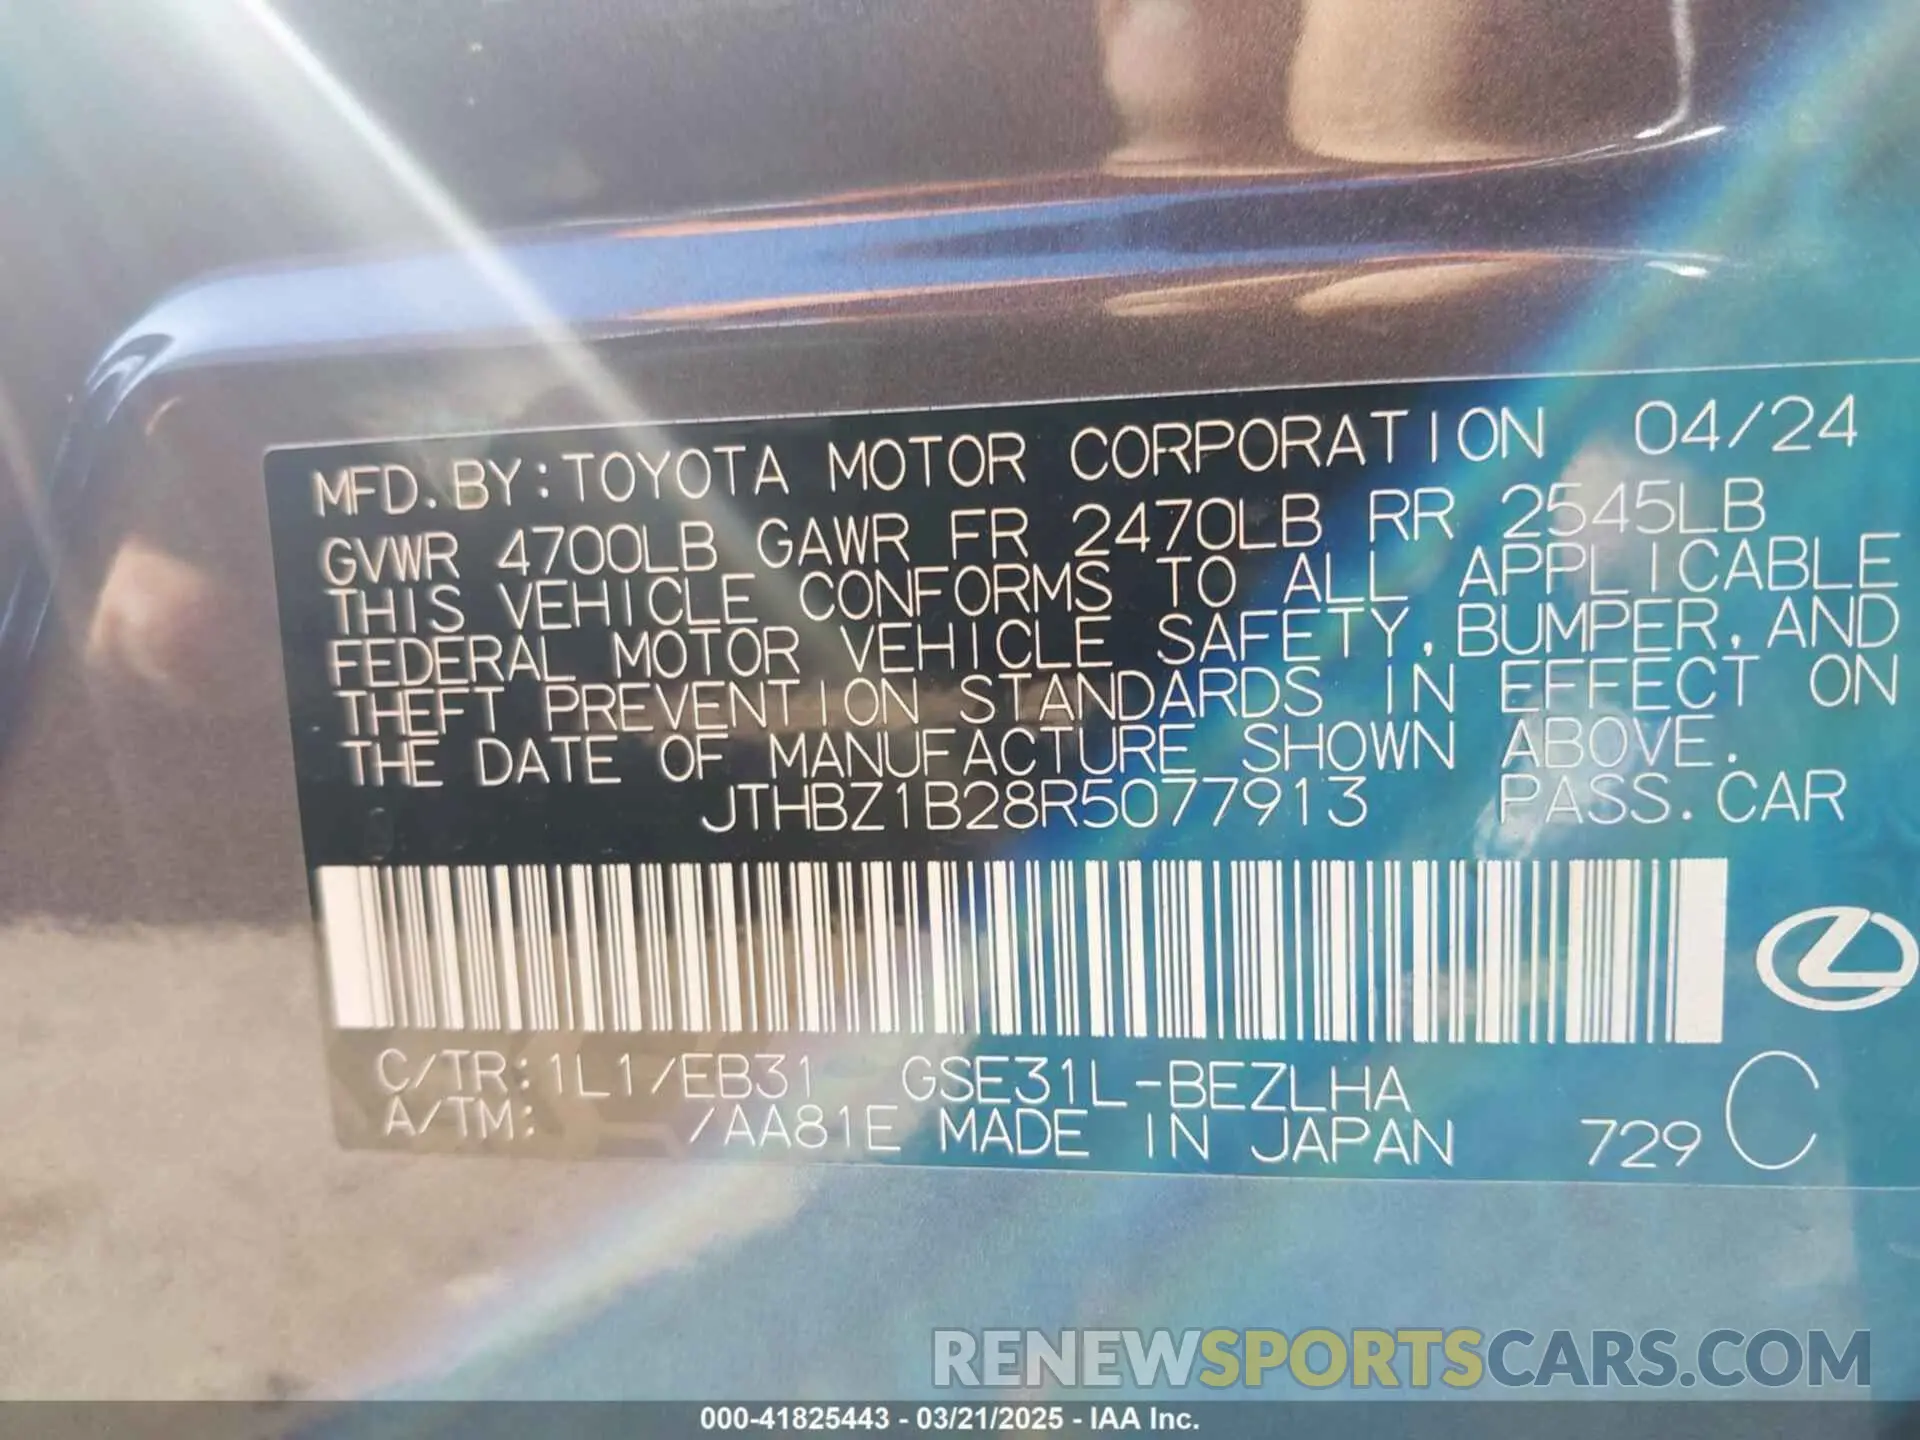 MFD. BY: TOYOTA MOTOR CORPORATION 04/24
GVWR 4700LB GAWR FR 2470LB RR 2545LB
THIS VEHICLE CONFORMS TO ALL APPLICABLE
FEDERAL MOTOR VEHICLE SAFETY, BUMPER, AND
THEFT PREVENTION STANDARDS IN EFFECT ON
THE DATE OF MANUFACTURE SHOWN ABOVE.
JTHBZ1B28R5077913 PASS. CAR
C/TR: 1L1/EB31 GSE31L-BEZLHA
A/TM: /AA81E MADE IN JAPAN 729 C
RENEWSPORTSCARS.COM
000-41825443 - 03/21/2025 - IAA Inc.